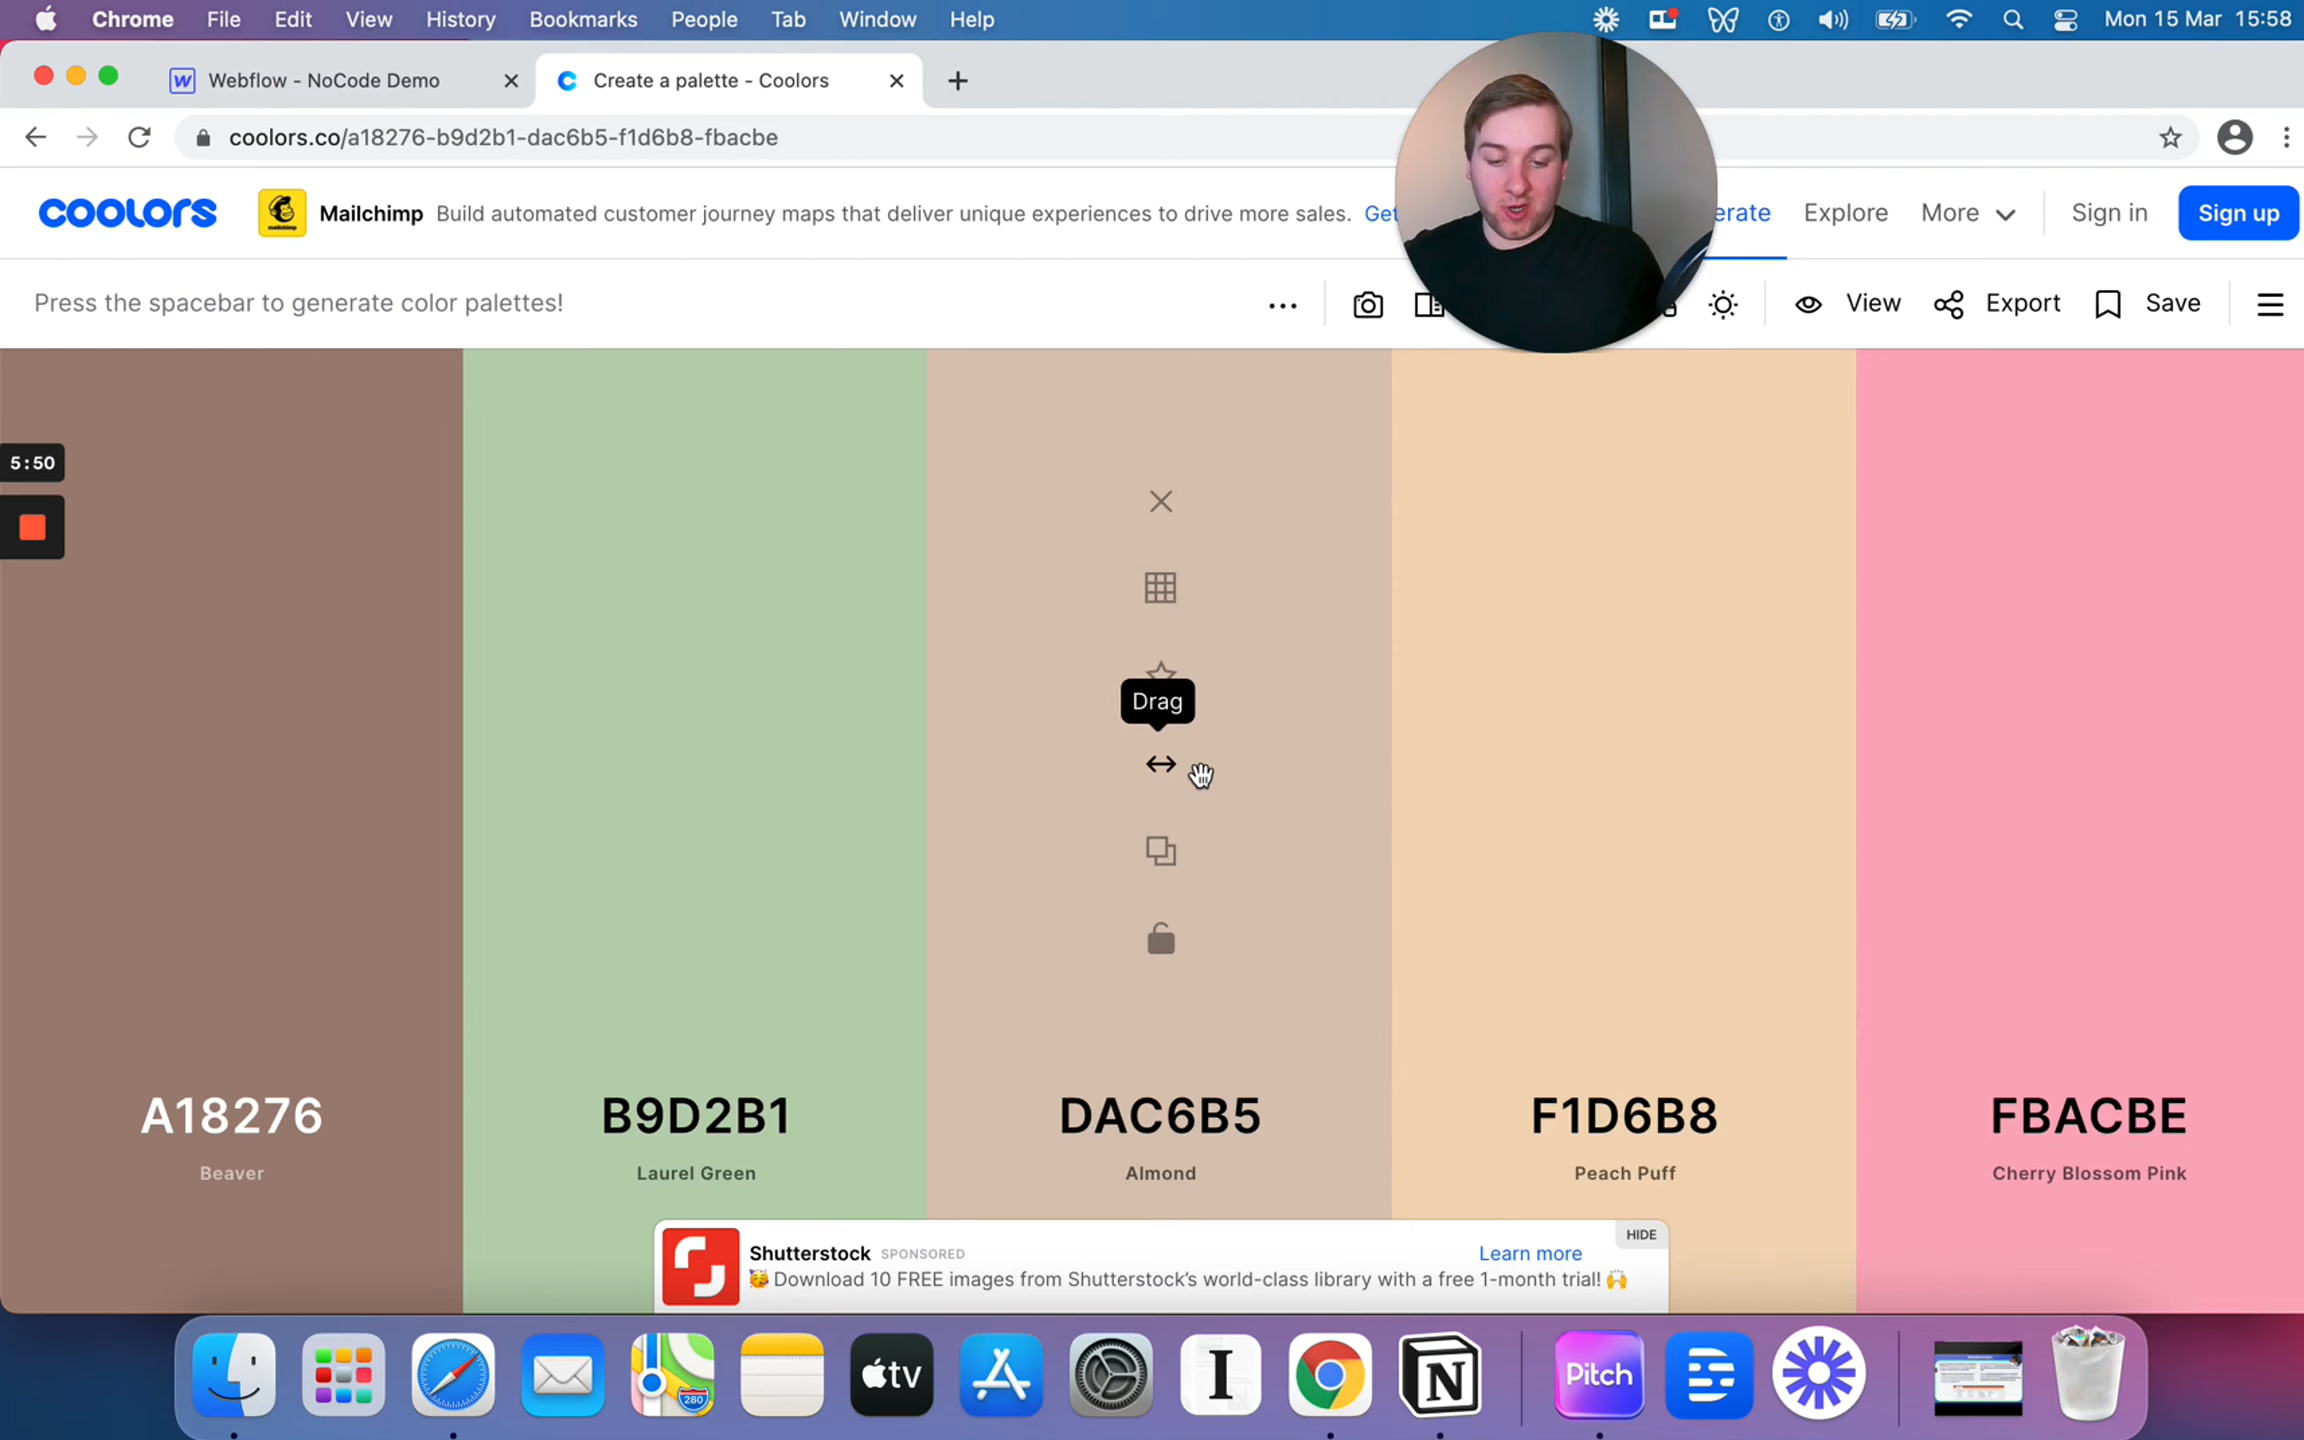 Chrome File Edit View History Bookmarks People Tab Window Help Mon 15 Mar 15:58
Webflow - NoCode Demo Create a palette - Coolors
coolors.co/a18276-b9d2b1-dac6b5-f1d6b8-fbacbe
coolors Mailchimp Build automated customer journey maps that deliver unique experiences to drive more sales. Get erate Explore More Sign in Sign up
Press the spacebar to generate color palettes! View Export Save
5:50
Drag
A18276 B9D2B1 DAC6B5 F1D6B8 FBACBE
Beaver Laurel Green Almond Peach Puff Cherry Blossom Pink
HIDE
Shutterstock SPONSORED Learn more
🥳 Download 10 FREE images from Shutterstock’s world-class library with a free 1-month trial! 🙌
280 tv Pitch